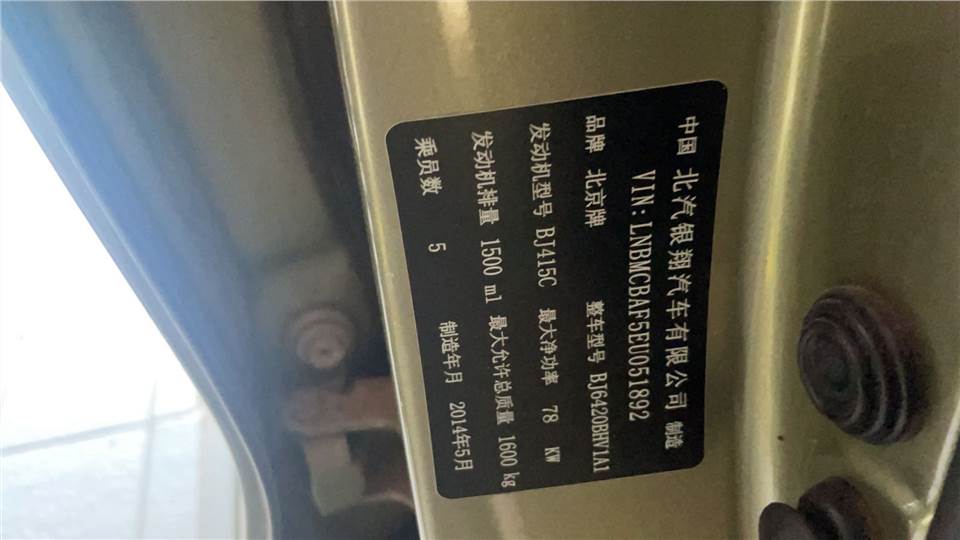 中国 北汽银翔汽车有限公司 制造
VIN:LNBMCBAF5EU051892
品牌 北京牌 整车型号 BJ6420BHV1A1
发动机型号 BJ415C 最大净功率 78 KW
发动机排量 1500 ml 最大允许总质量 1600 kg
乘员数 5 制造年月 2014年5月